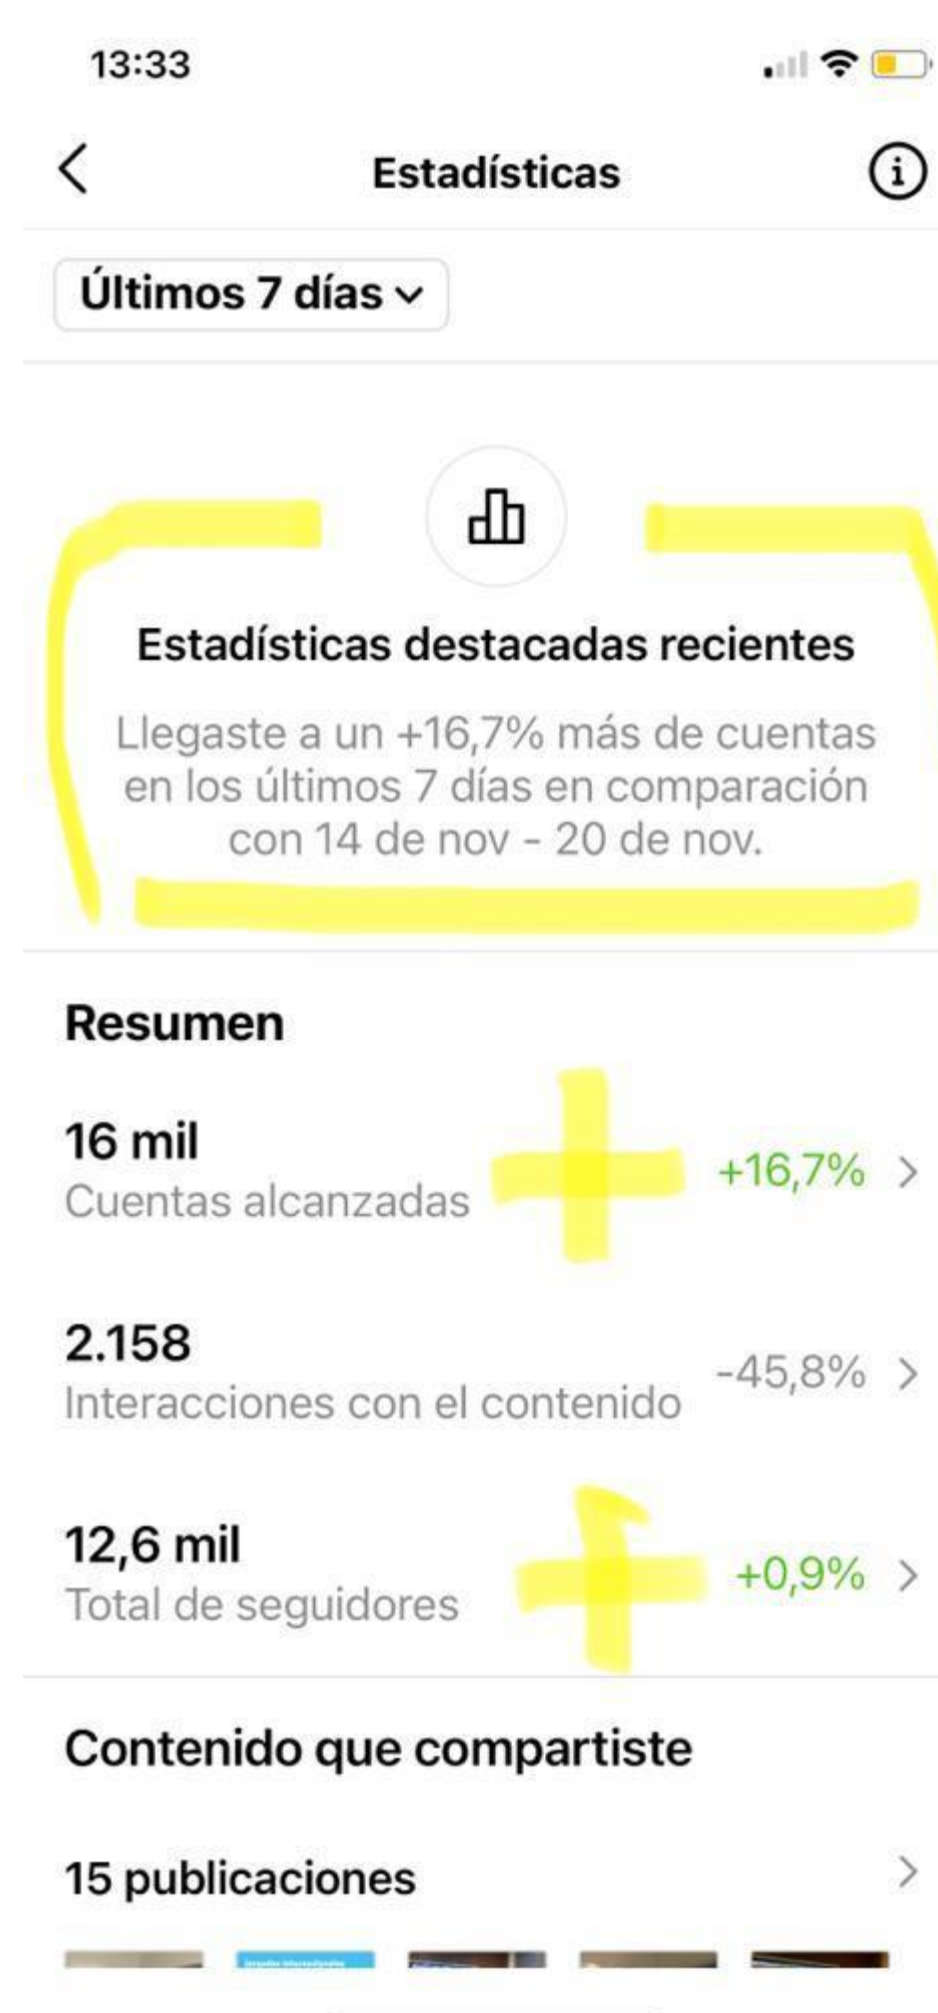 13:33
Estadísticas
Últimos 7 días
Estadísticas destacadas recientes
Llegaste a un +16,7% más de cuentas
en los últimos 7 días en comparación
con 14 de nov - 20 de nov.
Resumen
16 mil
Cuentas alcanzadas
+16,7%
2.158
Interacciones con el contenido
-45,8%
12,6 mil
Total de seguidores
+0,9%
Contenido que compartiste
15 publicaciones